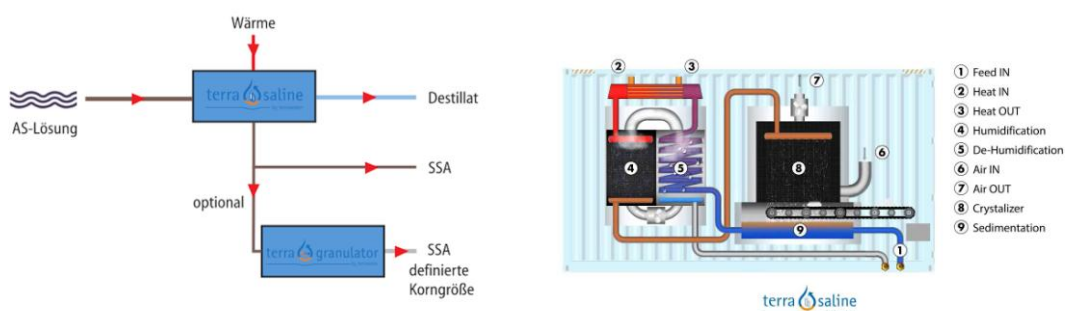 Wärme
terra saline
Destillat
AS-Lösung
SSA
optional
terra granulator
SSA
definierte
Korngröße
2
3
7
6
4
5
8
9
1
1 Feed IN
2 Heat IN
3 Heat OUT
4 Humidification
5 De-Humidification
6 Air IN
7 Air OUT
8 Crystalizer
9 Sedimentation
terra saline